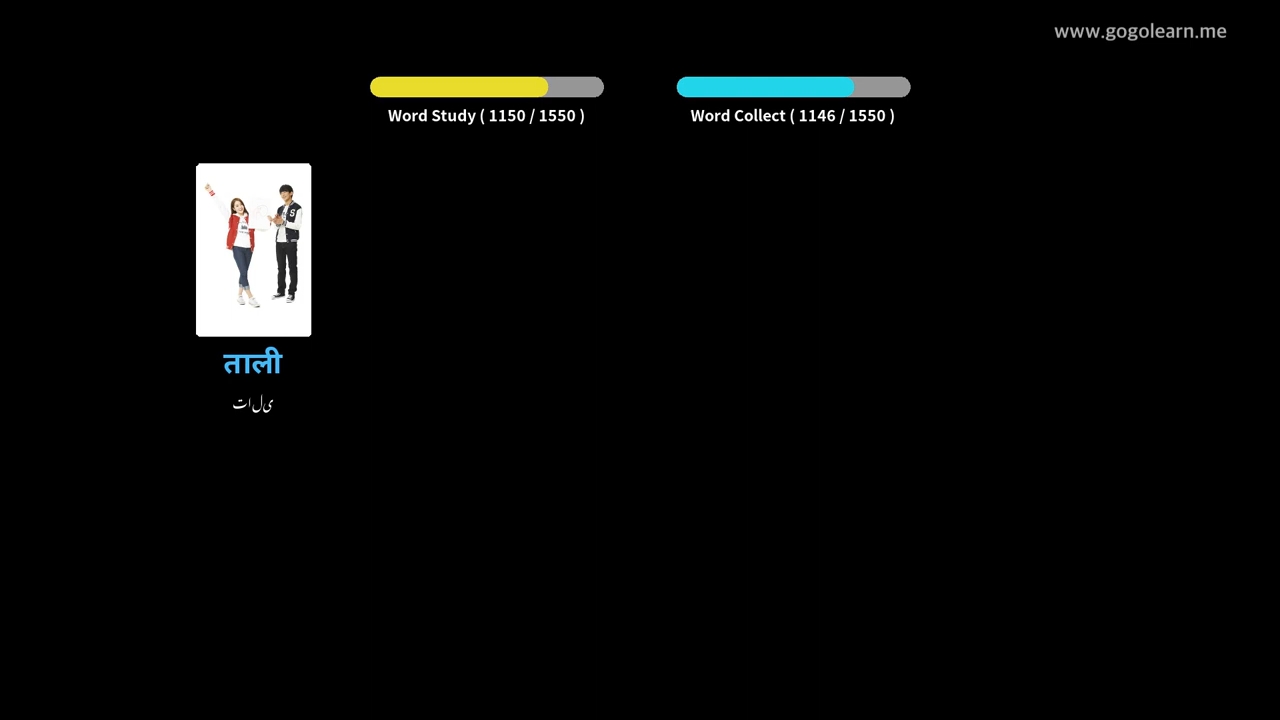 www.gogolearn.me
Word Study ( 1150 / 1550 )
Word Collect ( 1146 / 1550 )
ताली
تالی